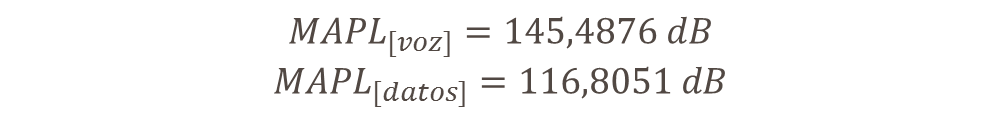 MAPL[voz] = 145,4876 dB
MAPL[datos] = 116,8051 dB